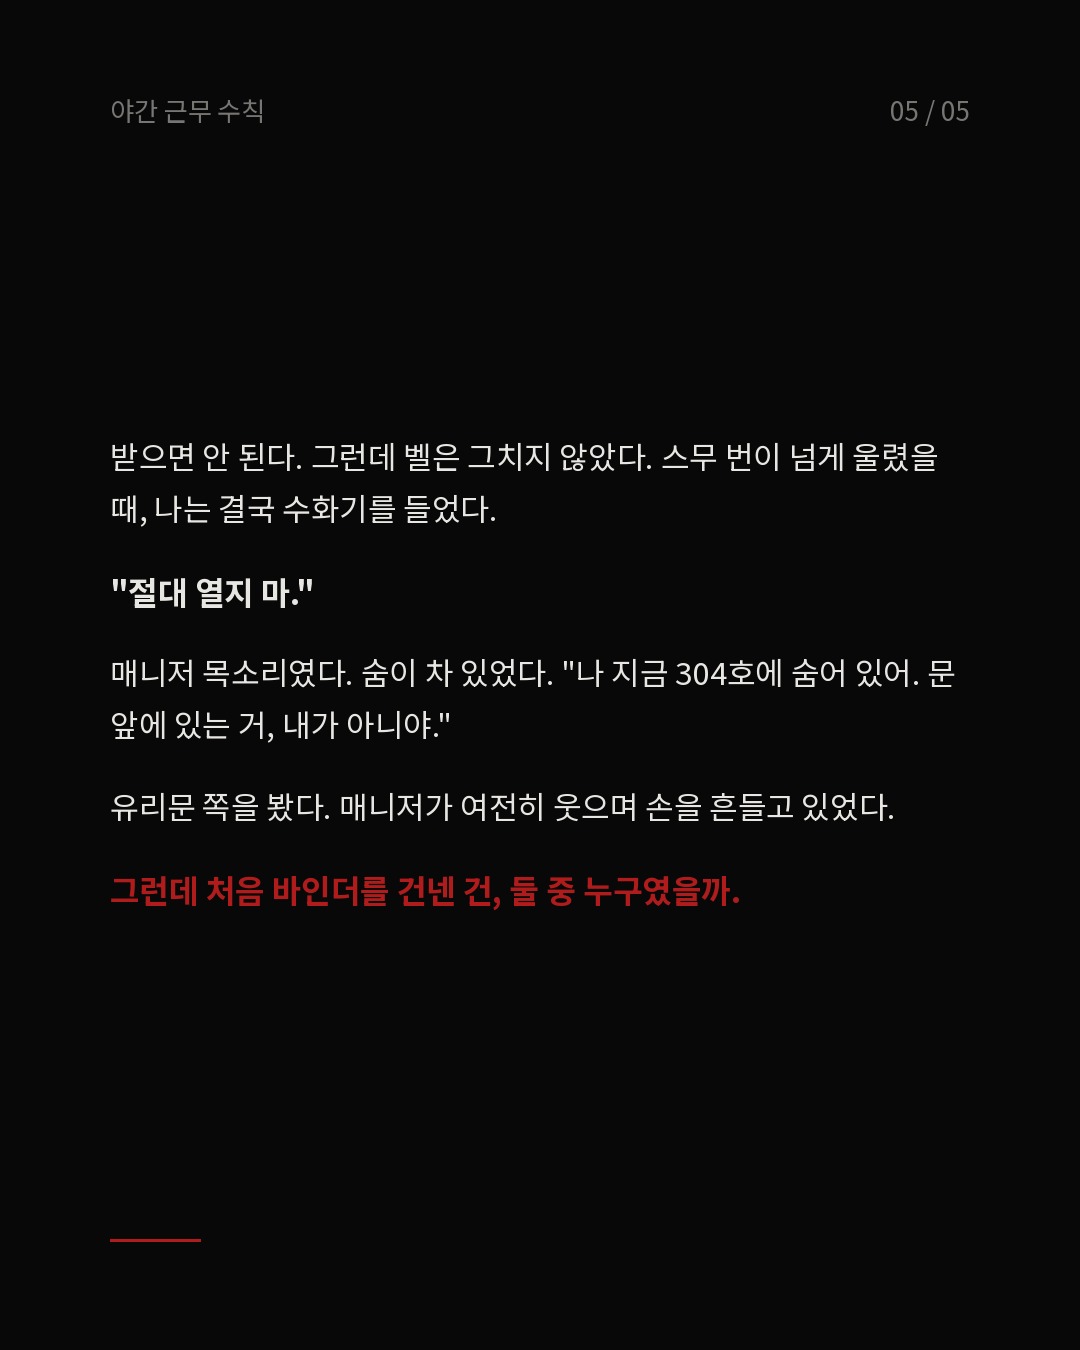 야간 근무 수칙
05 / 05
받으면 안 된다. 그런데 벨은 그치지 않았다. 스무 번이 넘게 울렸을
때, 나는 결국 수화기를 들었다.
"절대 열지 마."
매니저 목소리였다. 숨이 차 있었다. "나 지금 304호에 숨어 있어. 문
앞에 있는 거, 내가 아니야."
유리문 쪽을 봤다. 매니저가 여전히 웃으며 손을 흔들고 있었다.
그런데 처음 바인더를 건넨 건, 둘 중 누구였을까.